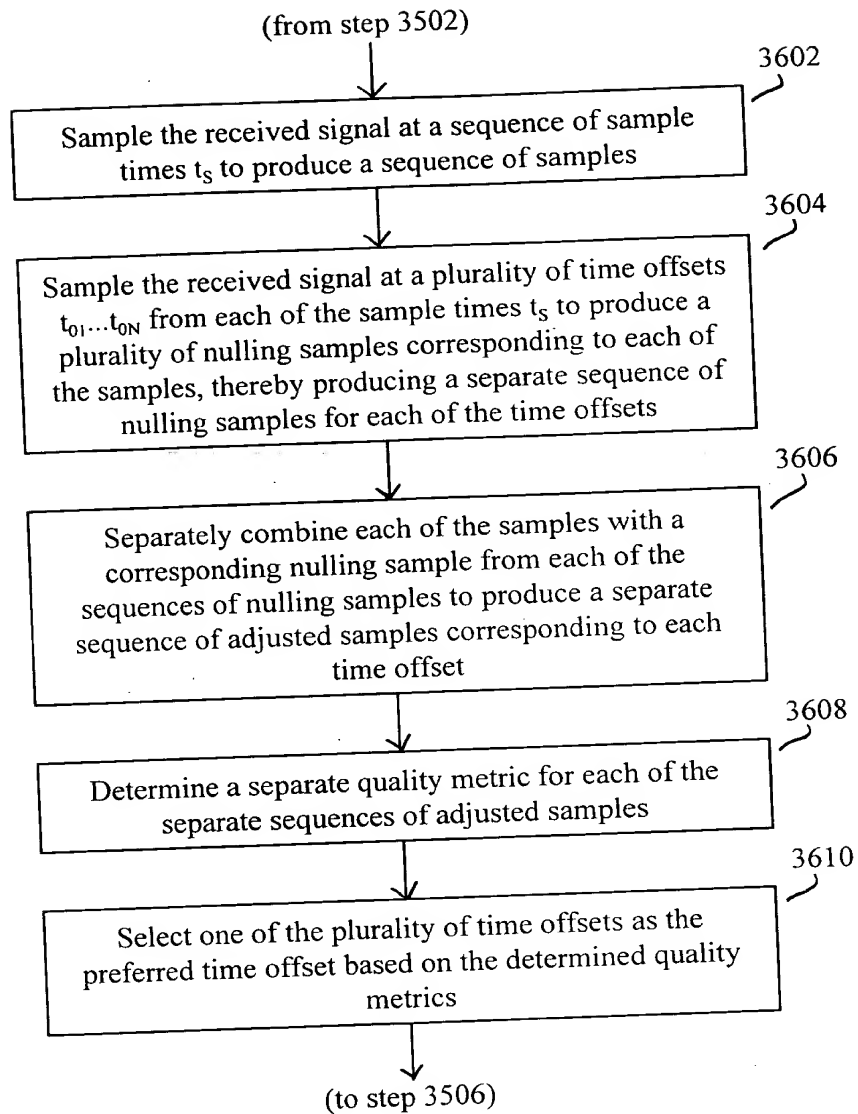 (from step 3502)
3602
Sample the received signal at a sequence of sample
times tS to produce a sequence of samples
3604
Sample the received signal at a plurality of time offsets
t01...t0N from each of the sample times tS to produce a
plurality of nulling samples corresponding to each of
the samples, thereby producing a separate sequence of
nulling samples for each of the time offsets
3606
Separately combine each of the samples with a
corresponding nulling sample from each of the
sequences of nulling samples to produce a separate
sequence of adjusted samples corresponding to each
time offset
3608
Determine a separate quality metric for each of the
separate sequences of adjusted samples
3610
Select one of the plurality of time offsets as the
preferred time offset based on the determined quality
metrics
(to step 3506)